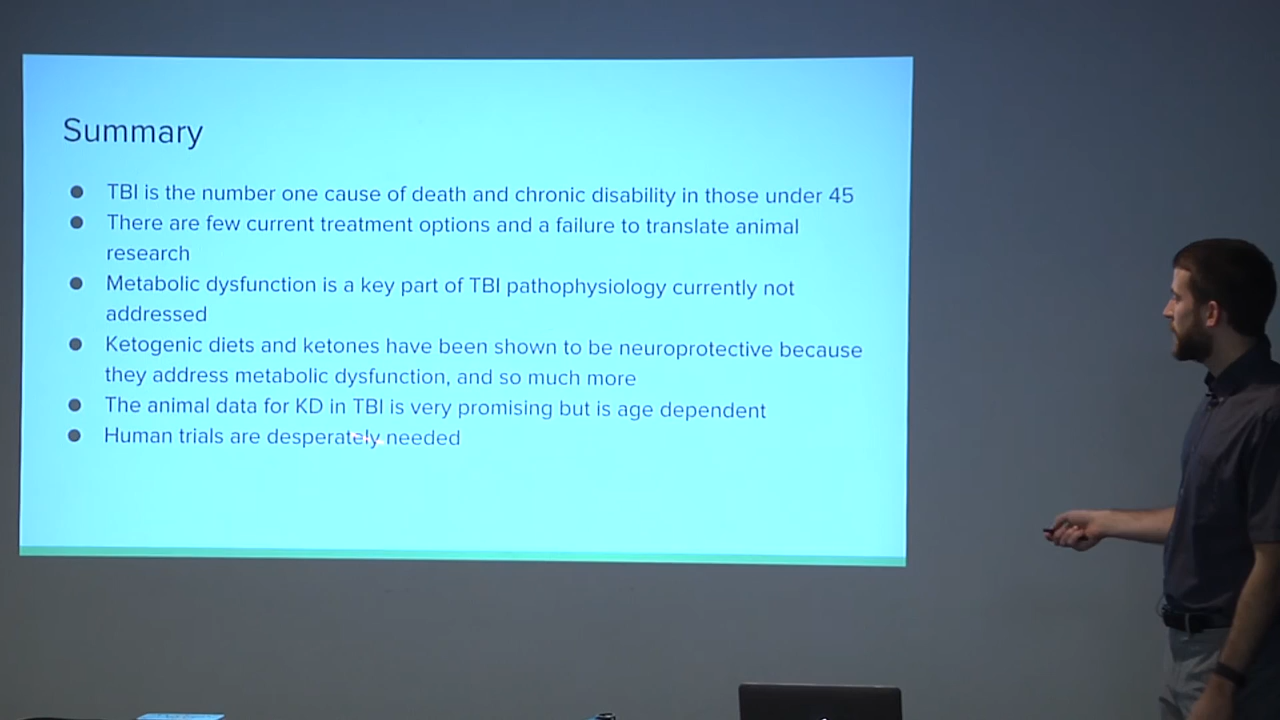 Summary
TBI is the number one cause of death and chronic disability in those under 45
There are few current treatment options and a failure to translate animal
research
Metabolic dysfunction is a key part of TBI pathophysiology currently not
addressed
Ketogenic diets and ketones have been shown to be neuroprotective because
they address metabolic dysfunction, and so much more
The animal data for KD in TBI is very promising but is age dependent
Human trials are desperately needed